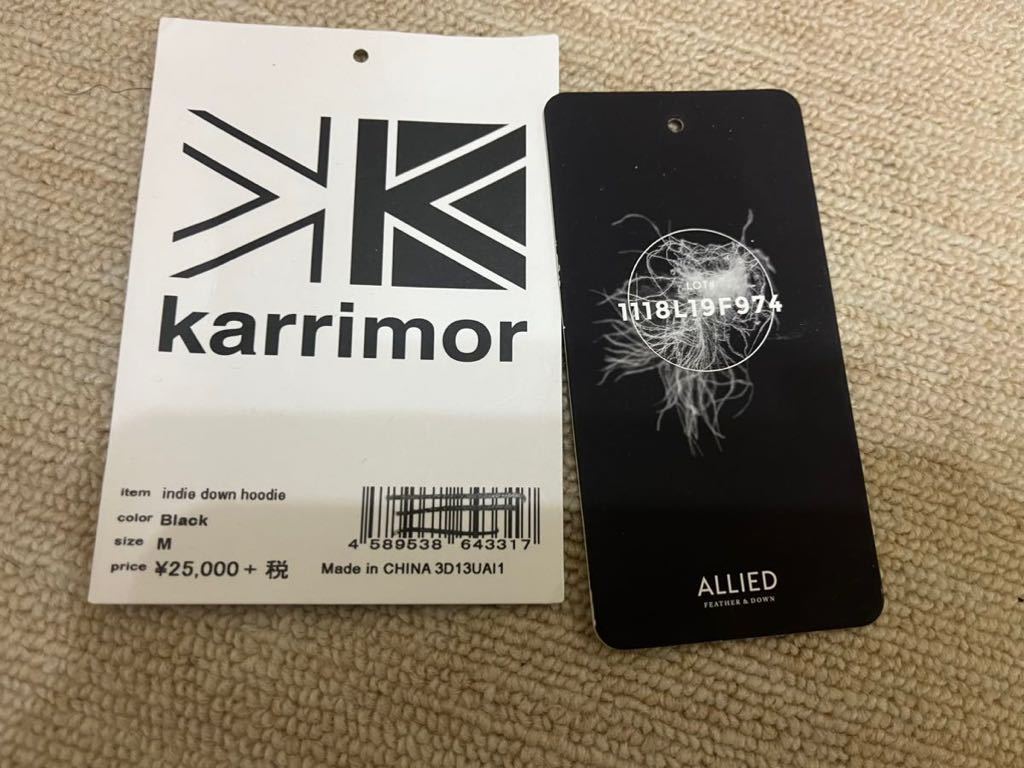 karrimor
item indie down hoodie
color Black
size M
price ¥25,000 + 税
4 589538 643317
Made in CHINA 3D13UAI1
LOT#
1118L19F974
ALLIED
FEATHER & DOWN